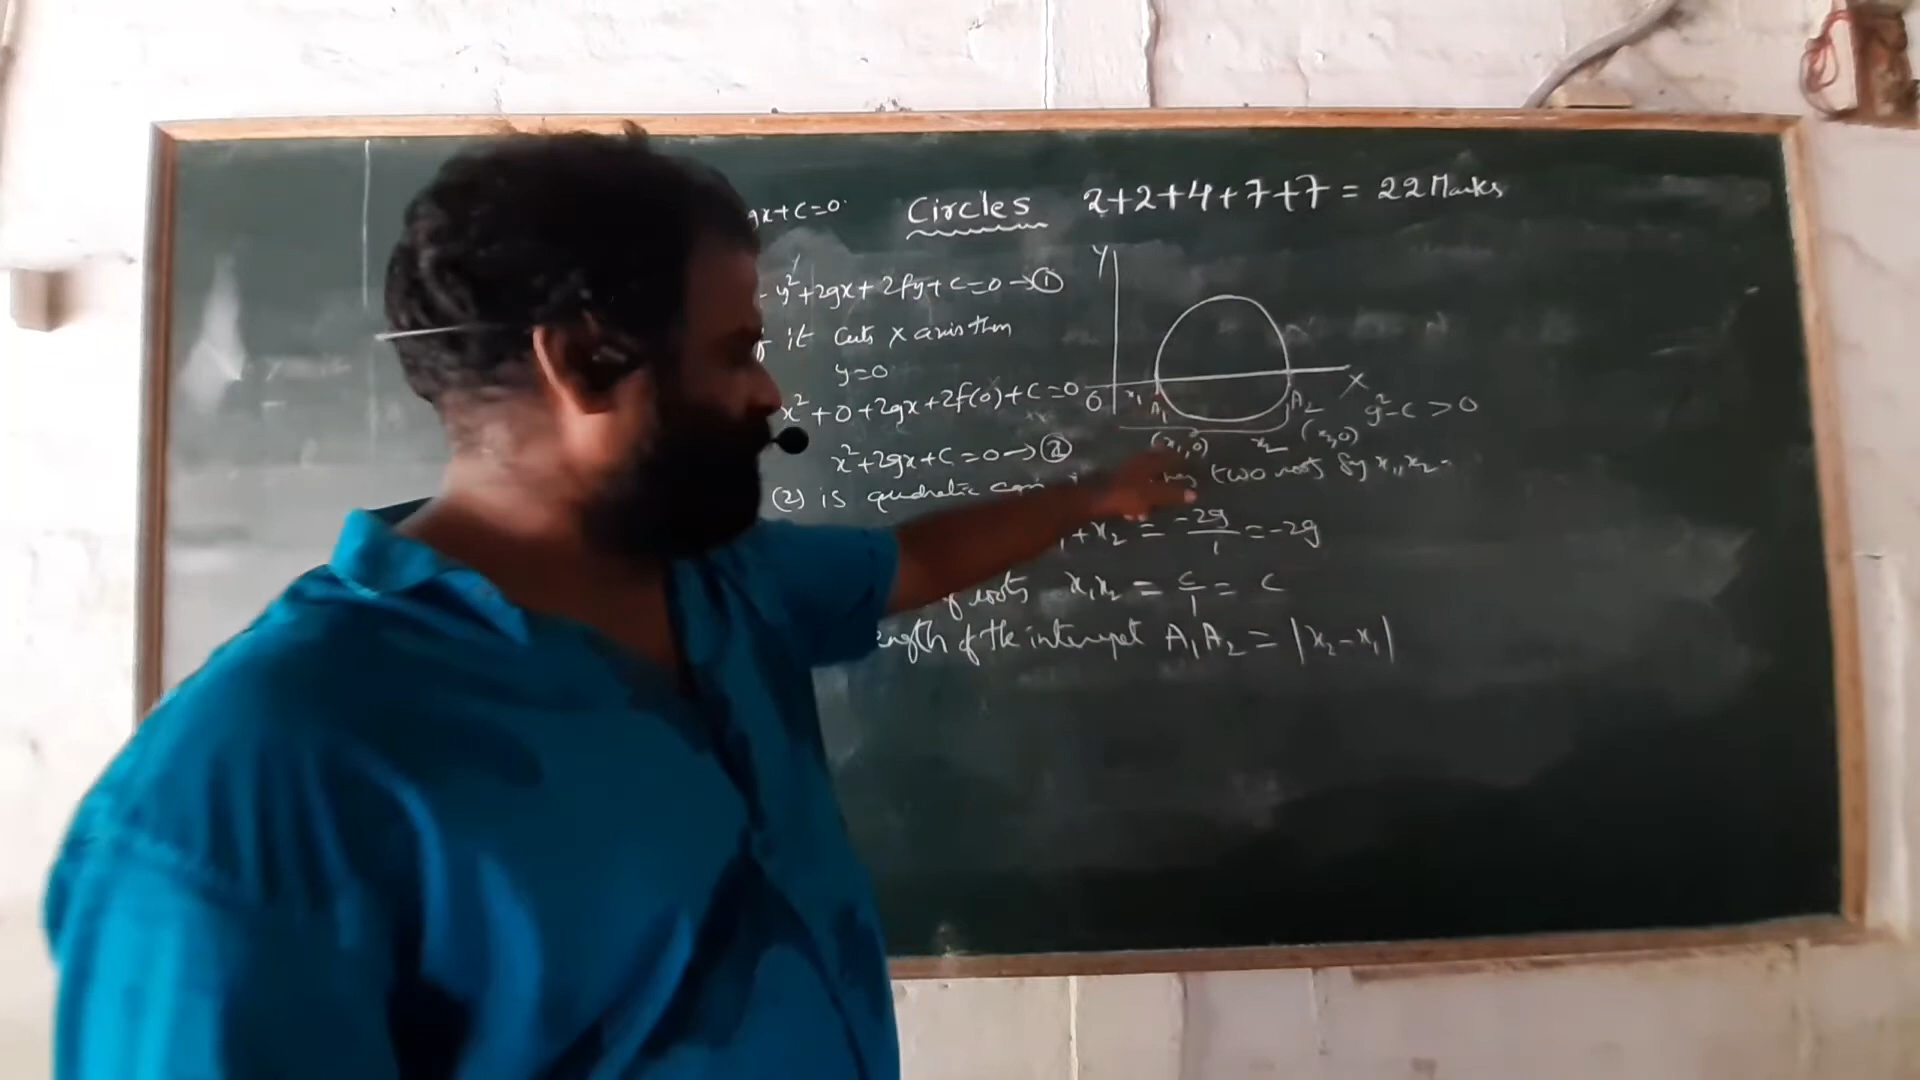 gx+c=0
Circles 2+2+4+7+7 = 22 Marks
y²+2gx+2fy+c=0→①
it cuts x axis then
y=0
x²+0+2gx+2f(0)+c=0
x²+2gx+c=0→②
(2) is quadratic
Y
X
O
x₁
A₁
A₂
(x₁,0)
x₂
(x₂,0)
g²-c>0
two roots say x₁,x₂
+x₂ = -2g/1 = -2g
of roots x₁x₂ = c/1 = c
ength of the intercept A₁A₂ = |x₂-x₁|